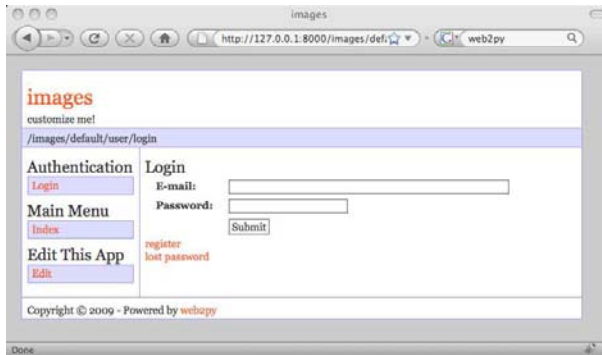 images
http://127.0.0.1:8000/images/defa
web2py
images
customize me!
/images/default/user/login
Authentication
Login
Main Menu
Index
Edit This App
Edit
Login
E-mail:
Password:
Submit
register
lost password
Copyright © 2009 - Powered by web2py
Done